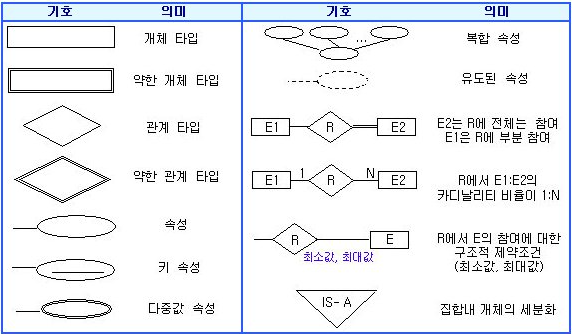 기호 의미 기호 의미
개체 타입
약한 개체 타입
관계 타입
약한 관계 타입
속성
키 속성
다중값 속성
...
복합 속성
유도된 속성
E1 R E2
E2는 R에 전체는 참여
E1은 R에 부분 참여
E1 1 R N E2
R에서 E1:E2의
카디날리티 비율이 1:N
R E
최소값, 최대값
R에서 E의 참여에 대한
구조적 제약조건
(최소값, 최대값)
IS-A
집합내 개체의 세분화